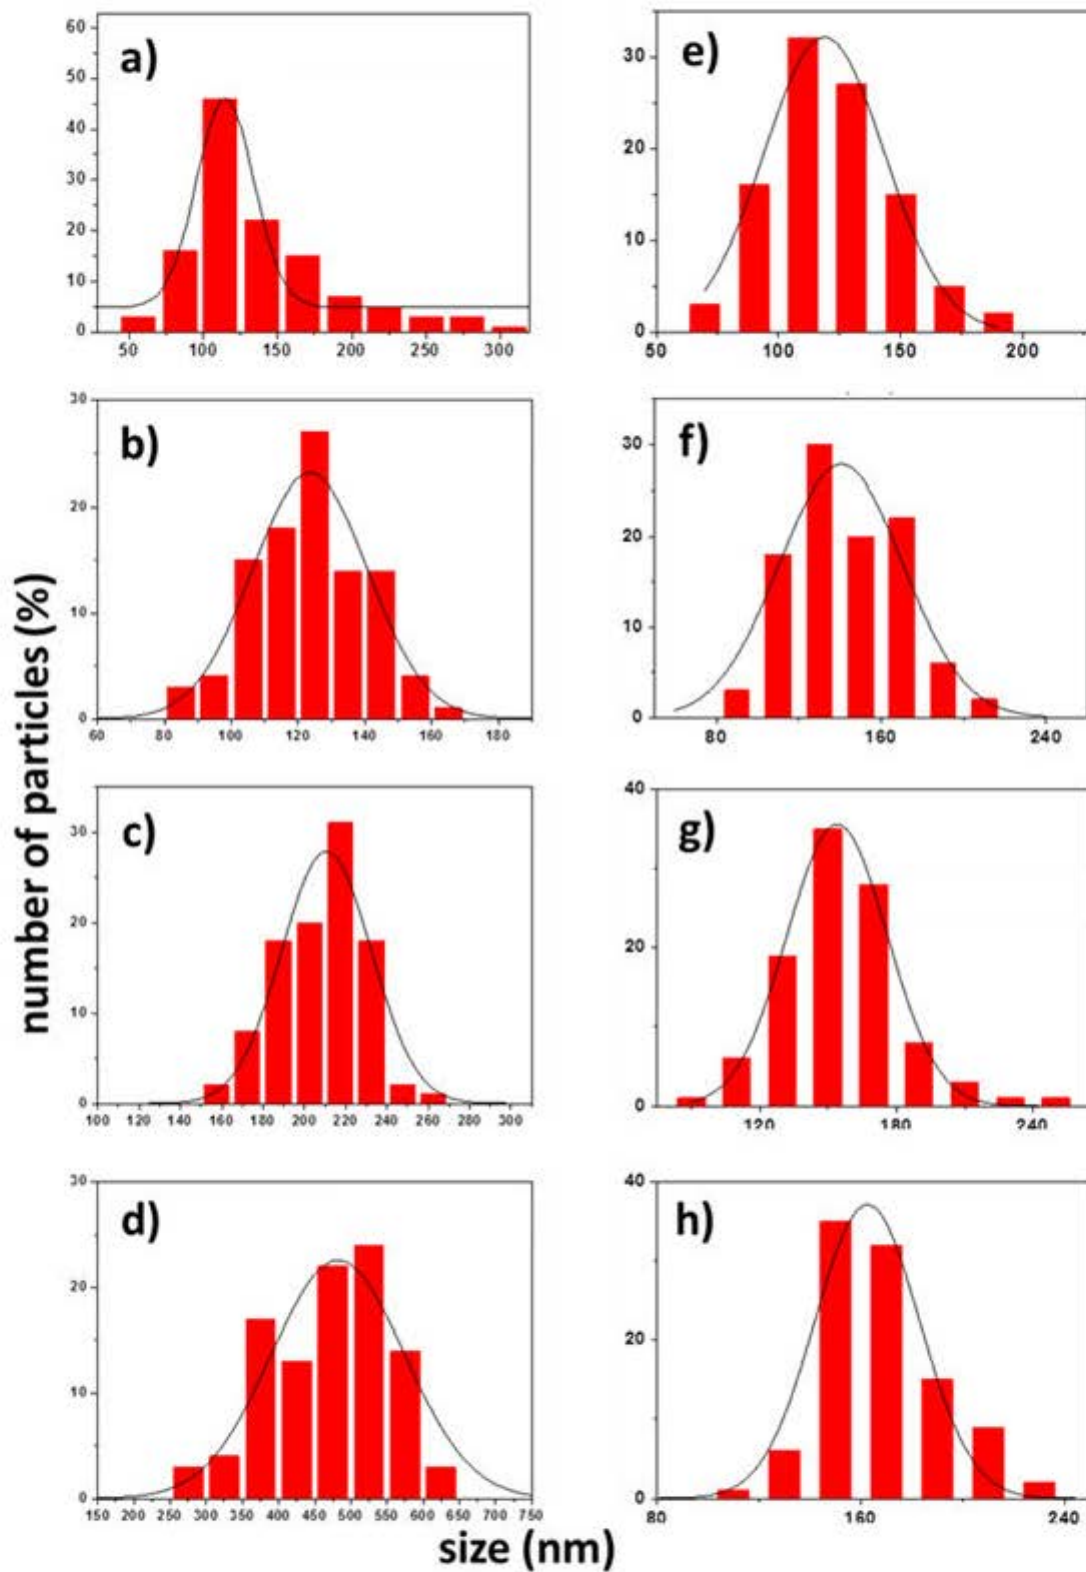 a)
60
50
40
30
20
10
0
50 100 150 200 250 300
e)
30
20
10
0
50 100 150 200
b)
30
20
10
0
60 80 100 120 140 160 180
f)
30
20
10
0
80 160 240
c)
30
20
10
0
100 120 140 160 180 200 220 240 260 280 300
g)
40
20
0
120 180 240
d)
30
20
10
0
150 200 250 300 350 400 450 500 550 600 650 700 750
h)
40
20
0
80 160 240
number of particles (%)
size (nm)